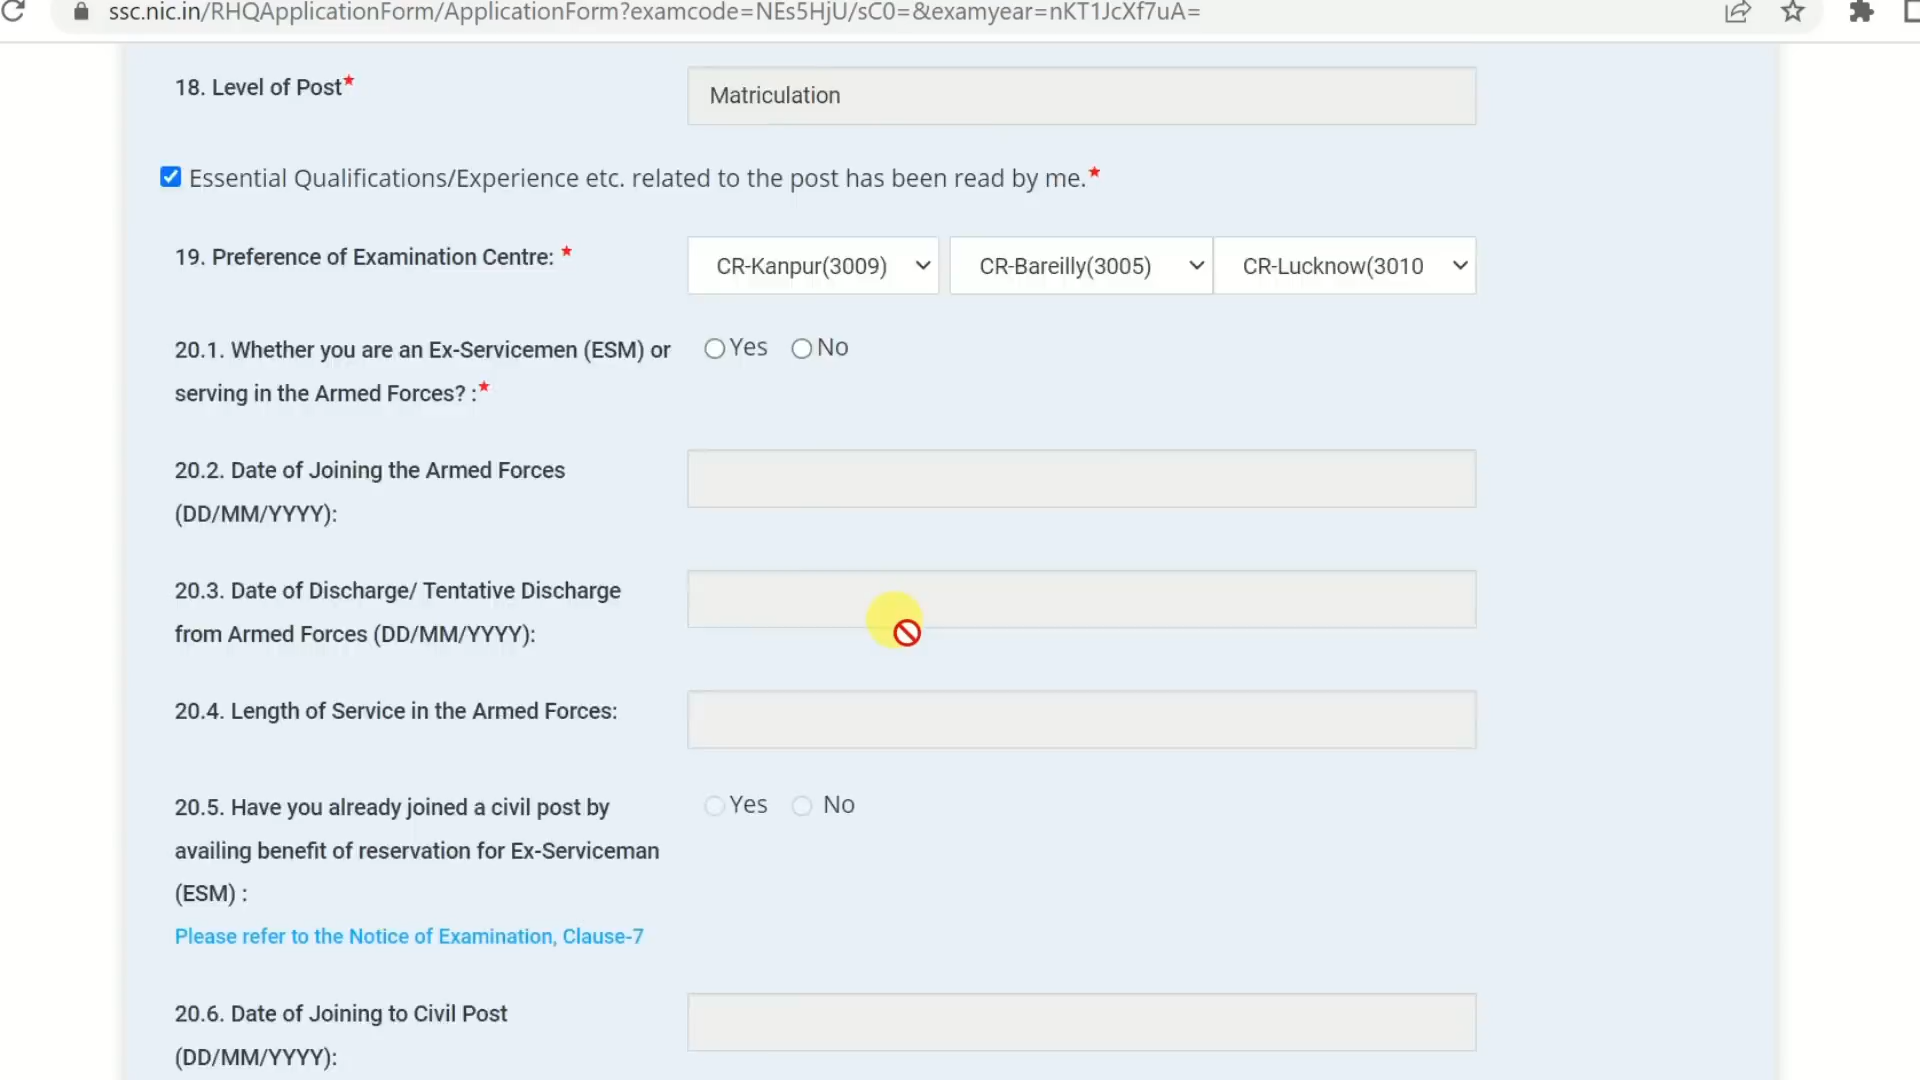 ssc.nic.in/RHQApplicationForm/ApplicationForm?examcode=NEs5HjU/sC0=&examyear=nKT1JcXf7uA=
18. Level of Post*
Matriculation
Essential Qualifications/Experience etc. related to the post has been read by me.*
19. Preference of Examination Centre: *
CR-Kanpur(3009) CR-Bareilly(3005) CR-Lucknow(3010
20.1. Whether you are an Ex-Servicemen (ESM) or
serving in the Armed Forces? :*
Yes No
20.2. Date of Joining the Armed Forces
(DD/MM/YYYY):
20.3. Date of Discharge/ Tentative Discharge
from Armed Forces (DD/MM/YYYY):
20.4. Length of Service in the Armed Forces:
20.5. Have you already joined a civil post by
availing benefit of reservation for Ex-Serviceman
(ESM) :
Yes No
Please refer to the Notice of Examination, Clause-7
20.6. Date of Joining to Civil Post
(DD/MM/YYYY):